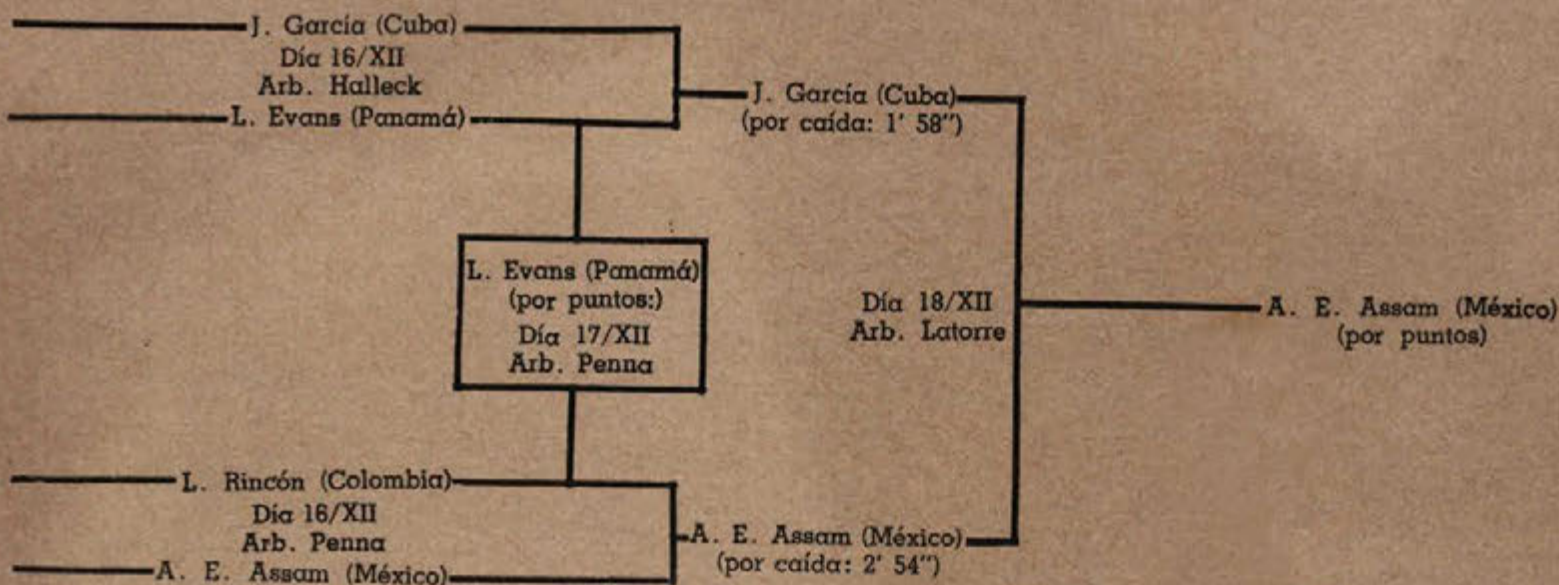 J. García (Cuba)
Día 16/XII
Arb. Halleck
L. Evans (Panamá)
J. García (Cuba)
(por caída: 1' 58")
L. Evans (Panamá)
(por puntos:)
Día 17/XII
Arb. Penna
Día 18/XII
Arb. Latorre
A. E. Assam (México)
(por puntos)
L. Rincón (Colombia)
Día 16/XII
Arb. Penna
A. E. Assam (México)
A. E. Assam (México)
(por caída: 2' 54")